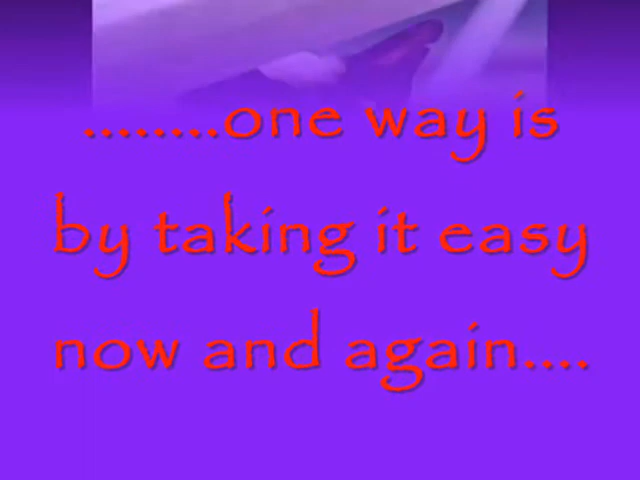 ........one way is
by taking it easy
now and again....